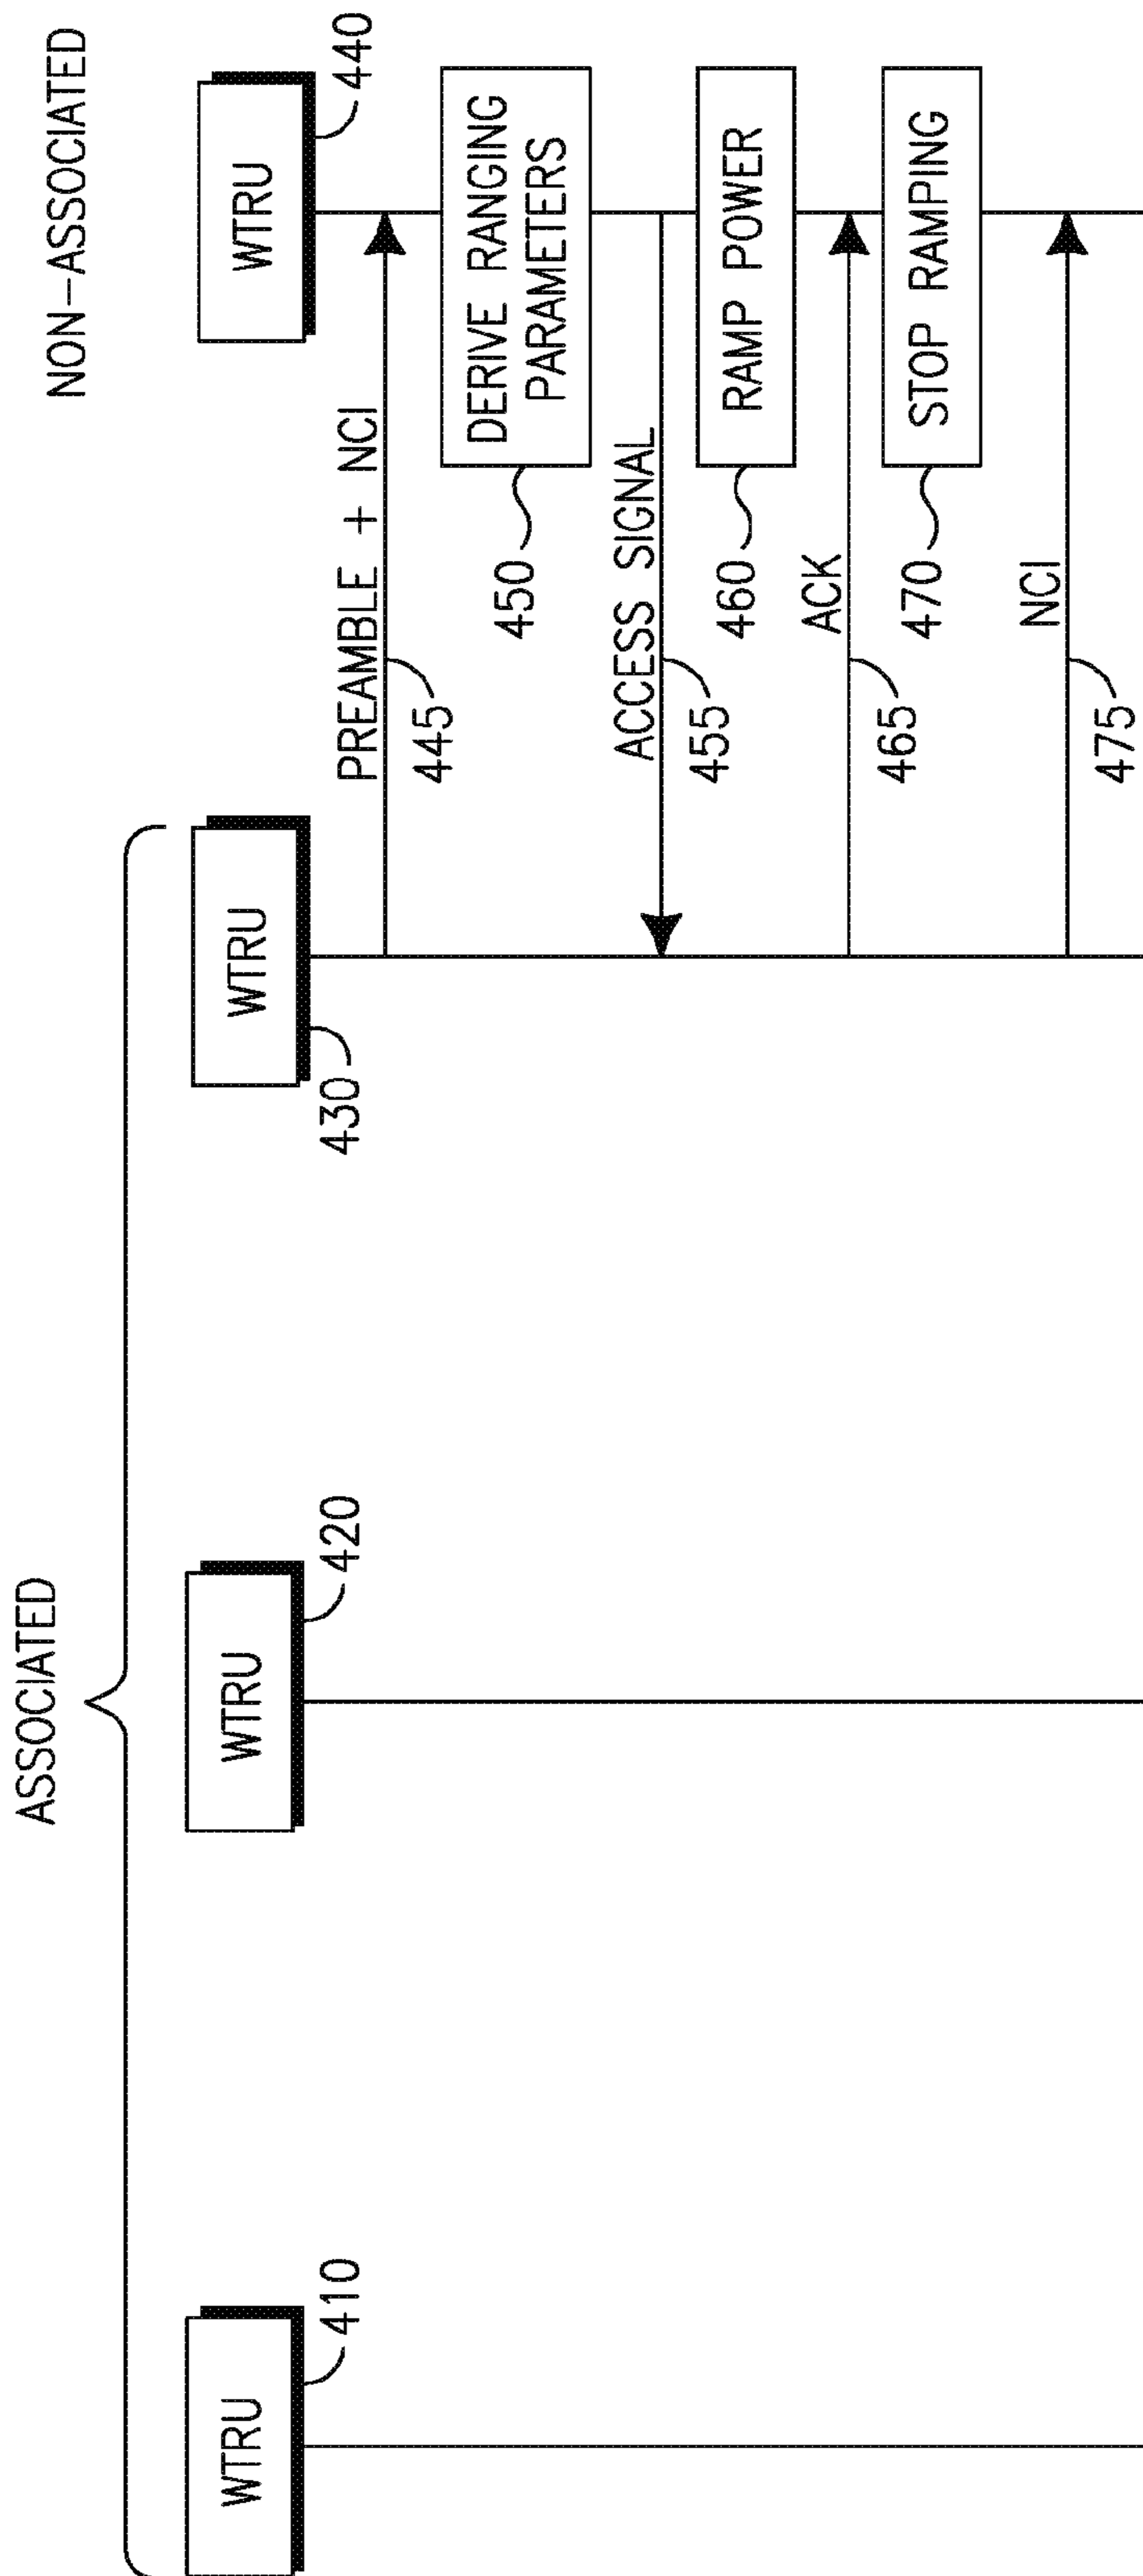 ASSOCIATED
NON-ASSOCIATED
WTRU
410
WTRU
420
WTRU
430
WTRU
440
PREAMBLE + NCI
445
DERIVE RANGING
PARAMETERS
450
ACCESS SIGNAL
455
RAMP POWER
460
ACK
465
STOP RAMPING
470
NCI
475